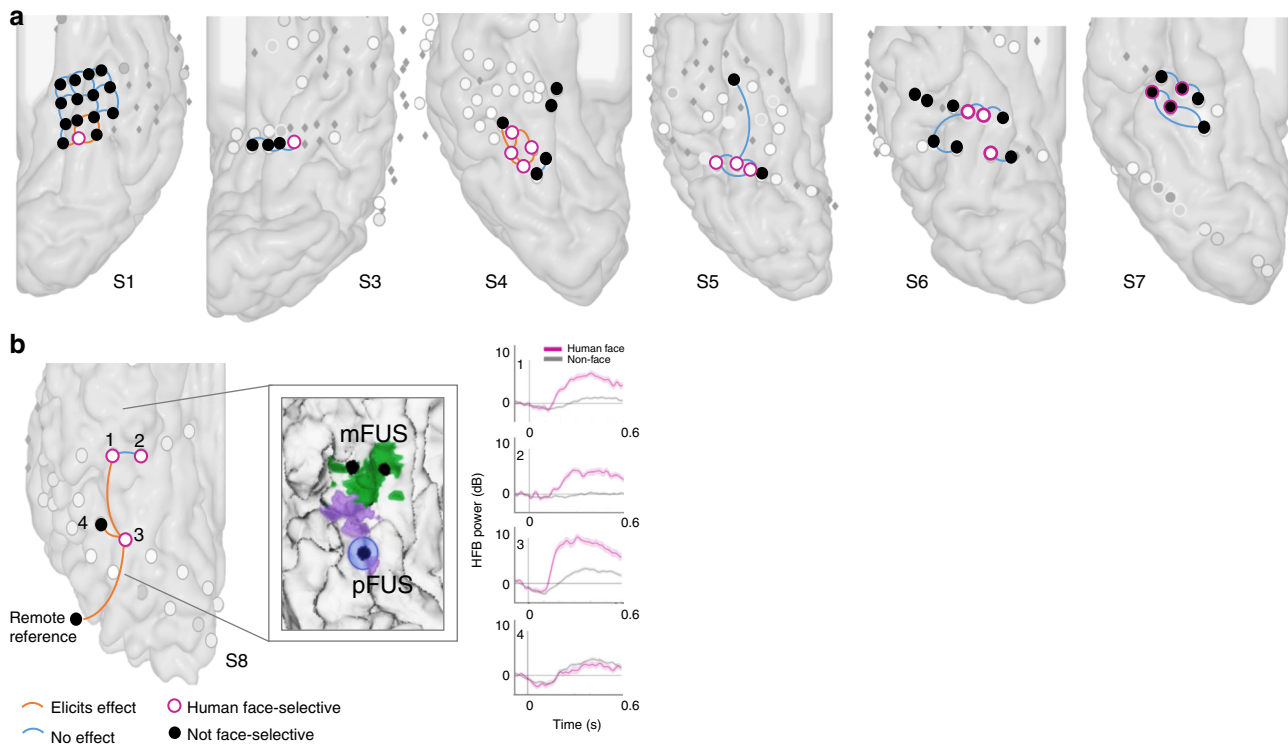 a
S1
S3
S4
S5
S6
S7
b
1
2
4
3
Remote
reference
S8
mFUS
pFUS
Human face
Non-face
10
1
0
0
0.6
10
2
0
0
0.6
10
3
0
0
0.6
10
4
0
0
0.6
HFB power (dB)
Time (s)
Elicits effect
Human face-selective
No effect
Not face-selective